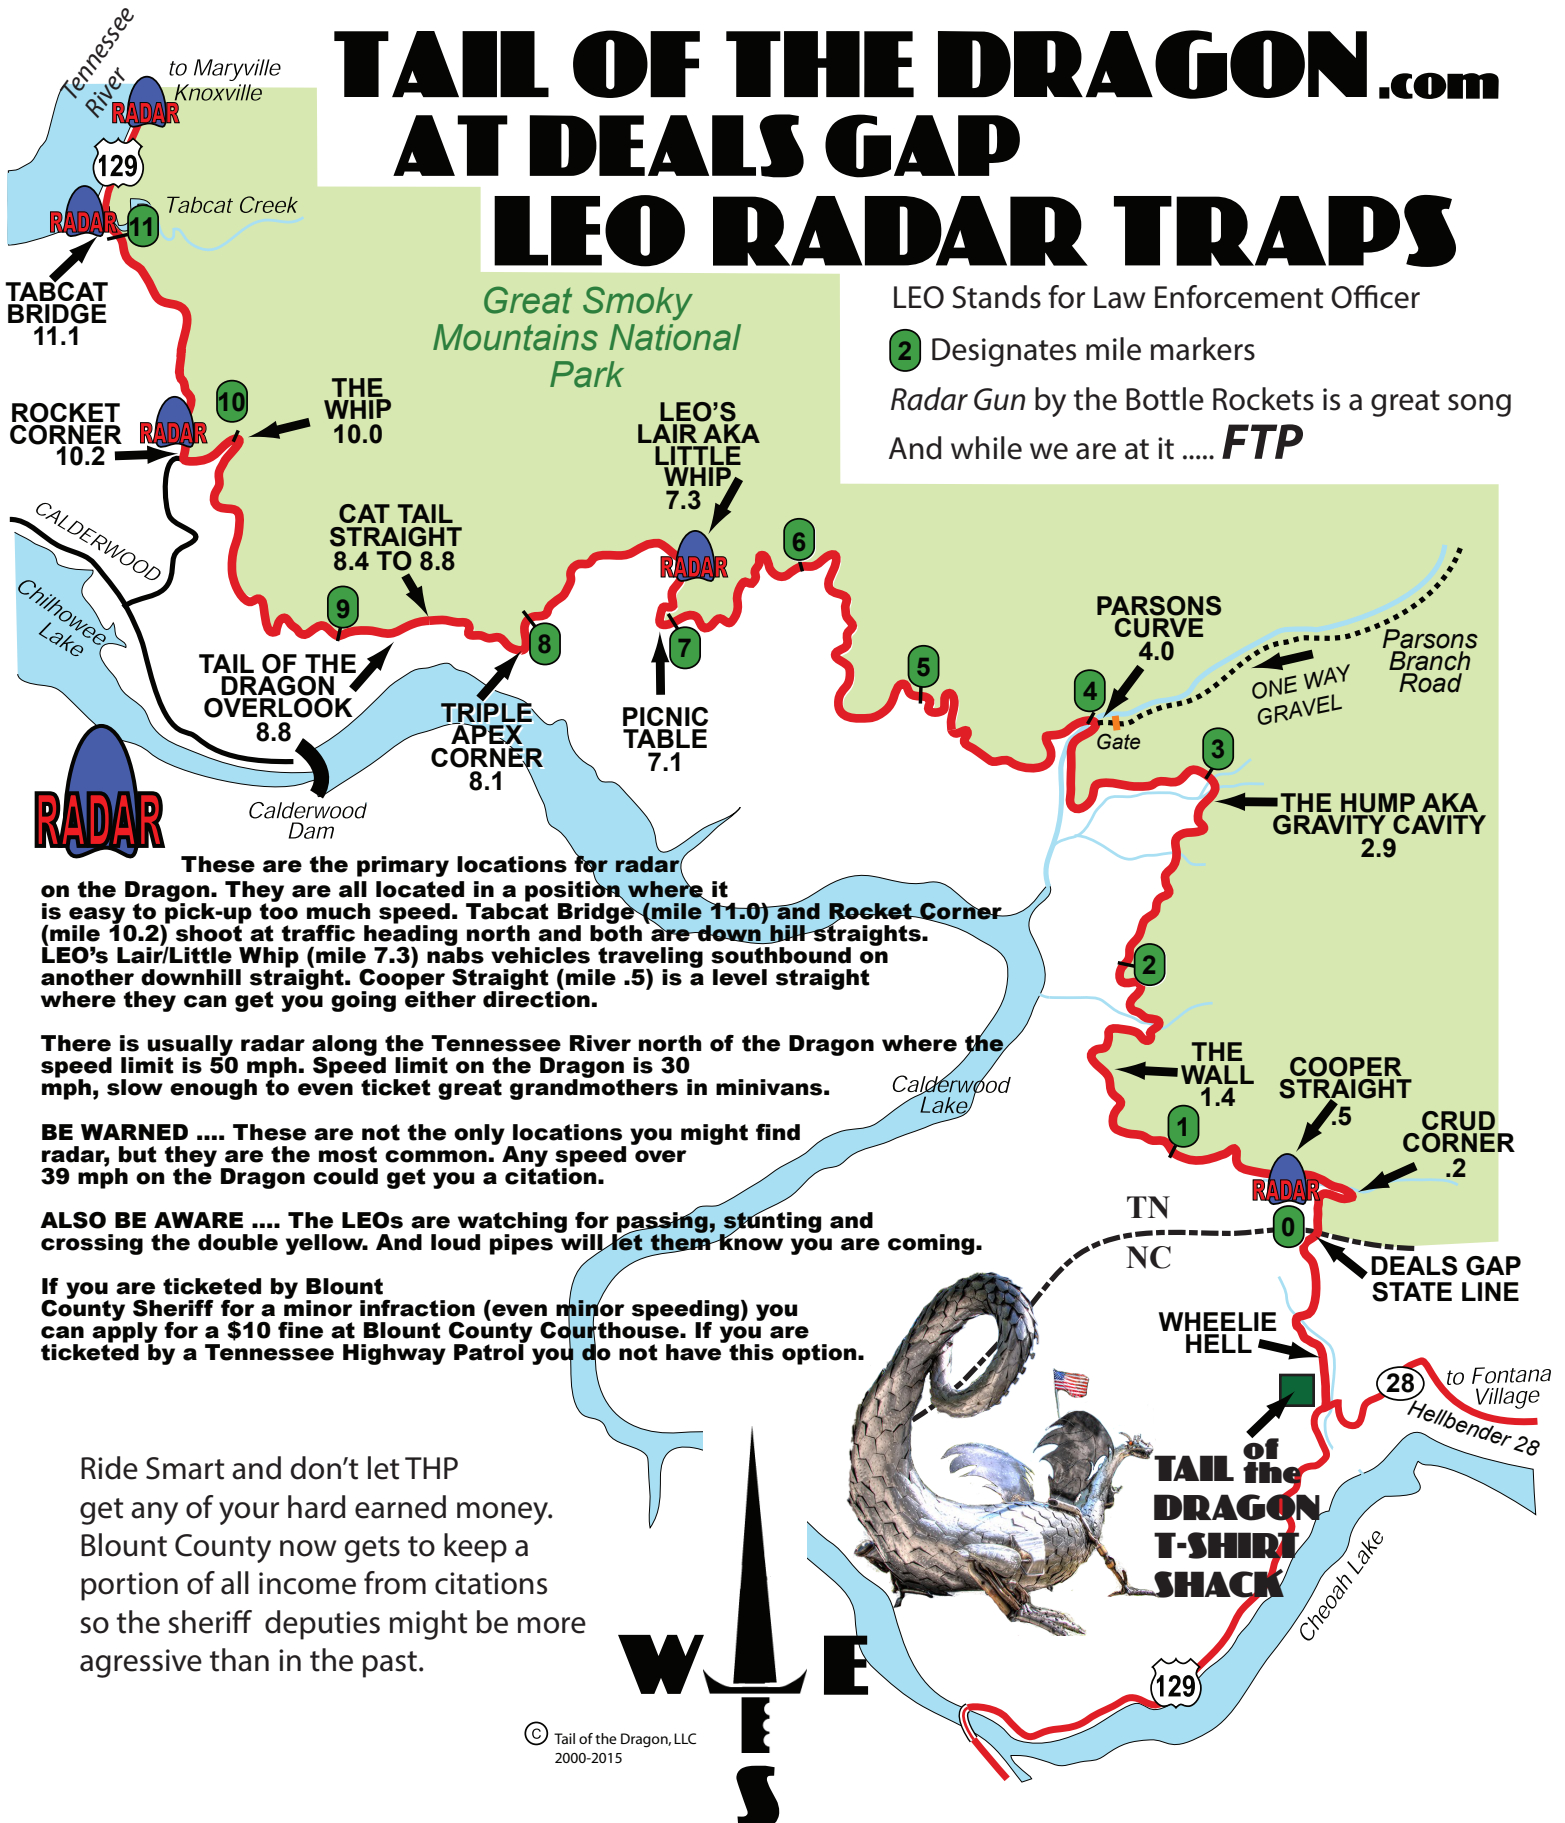 TAIL OF THE DRAGON.com
AT DEALS GAP
LEO RADAR TRAPS
LEO Stands for Law Enforcement Officer
2 Designates mile markers
Radar Gun by the Bottle Rockets is a great song
And while we are at it ..... FTP
Tennessee
River
to Maryville
Knoxville
RADAR
129
RADAR
11
Tabcat Creek
TABCAT
BRIDGE
11.1
Great Smoky
Mountains National
Park
ROCKET
CORNER
10.2
RADAR
10
THE
WHIP
10.0
LEO'S
LAIR AKA
LITTLE
WHIP
7.3
RADAR
6
CAT TAIL
STRAIGHT
8.4 TO 8.8
CALDERWOOD
Chilhowee
Lake
9
8
7
TAIL OF THE
DRAGON
OVERLOOK
8.8
TRIPLE
APEX
CORNER
8.1
PICNIC
TABLE
7.1
5
4
PARSONS
CURVE
4.0
Parsons
Branch
Road
ONE WAY
GRAVEL
Gate
3
THE HUMP AKA
GRAVITY CAVITY
2.9
Calderwood
Dam
RADAR
These are the primary locations for radar
on the Dragon. They are all located in a position where it
is easy to pick-up too much speed. Tabcat Bridge (mile 11.0) and Rocket Corner
(mile 10.2) shoot at traffic heading north and both are down hill straights.
LEO's Lair/Little Whip (mile 7.3) nabs vehicles traveling southbound on
another downhill straight. Cooper Straight (mile .5) is a level straight
where they can get you going either direction.
There is usually radar along the Tennessee River north of the Dragon where the
speed limit is 50 mph. Speed limit on the Dragon is 30
mph, slow enough to even ticket great grandmothers in minivans.
BE WARNED .... These are not the only locations you might find
radar, but they are the most common. Any speed over
39 mph on the Dragon could get you a citation.
ALSO BE AWARE .... The LEOs are watching for passing, stunting and
crossing the double yellow. And loud pipes will let them know you are coming.
If you are ticketed by Blount
County Sheriff for a minor infraction (even minor speeding) you
can apply for a $10 fine at Blount County Courthouse. If you are
ticketed by a Tennessee Highway Patrol you do not have this option.
2
Calderwood
Lake
THE
WALL
1.4
COOPER
STRAIGHT
.5
1
CRUD
CORNER
.2
RADAR
0
TN
NC
DEALS GAP
STATE LINE
WHEELIE
HELL
28
to Fontana
Village
Hellbender 28
TAIL of the
DRAGON
T-SHIRT
SHACK
Cheoah Lake
129
Ride Smart and don't let THP
get any of your hard earned money.
Blount County now gets to keep a
portion of all income from citations
so the sheriff deputies might be more
agressive than in the past.
W E
S
© Tail of the Dragon, LLC
2000-2015